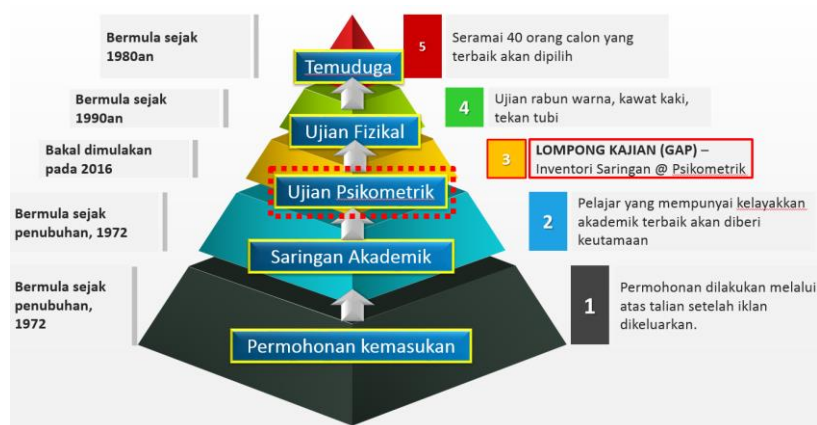 Bermula sejak
1980an
Temuduga
5
Seramai 40 orang calon yang
terbaik akan dipilih
Bermula sejak
1990an
Ujian Fizikal
4
Ujian rabun warna, kawat kaki,
tekan tubi
Bakal dimulakan
pada 2016
Ujian Psikometrik
3
LOMPONG KAJIAN (GAP) –
Inventori Saringan @ Psikometrik
Bermula sejak
penubuhan, 1972
Saringan Akademik
2
Pelajar yang mempunyai kelayakkan
akademik terbaik akan diberi
keutamaan
Bermula sejak
penubuhan,
1972
Permohonan kemasukan
1
Permohonan dilakukan melalui
atas talian setelah iklan
dikeluarkan.